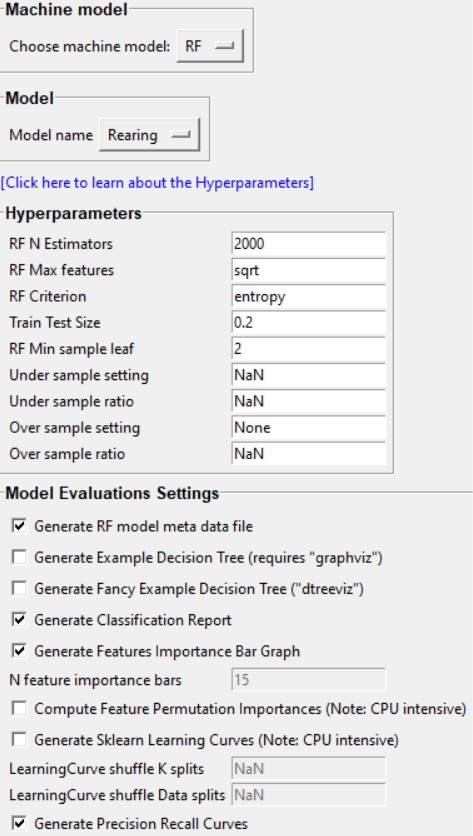 Machine model
Choose machine model: RF
Model
Model name Rearing
[Click here to learn about the Hyperparameters]
Hyperparameters
RF N Estimators 2000
RF Max features sqrt
RF Criterion entropy
Train Test Size 0.2
RF Min sample leaf 2
Under sample setting NaN
Under sample ratio NaN
Over sample setting None
Over sample ratio NaN
Model Evaluations Settings
Generate RF model meta data file
Generate Example Decision Tree (requires "graphviz")
Generate Fancy Example Decision Tree ("dtreeviz")
Generate Classification Report
Generate Features Importance Bar Graph
N feature importance bars 15
Compute Feature Permutation Importances (Note: CPU intensive)
Generate Sklearn Learning Curves (Note: CPU intensive)
LearningCurve shuffle K splits NaN
LearningCurve shuffle Data splits NaN
Generate Precision Recall Curves